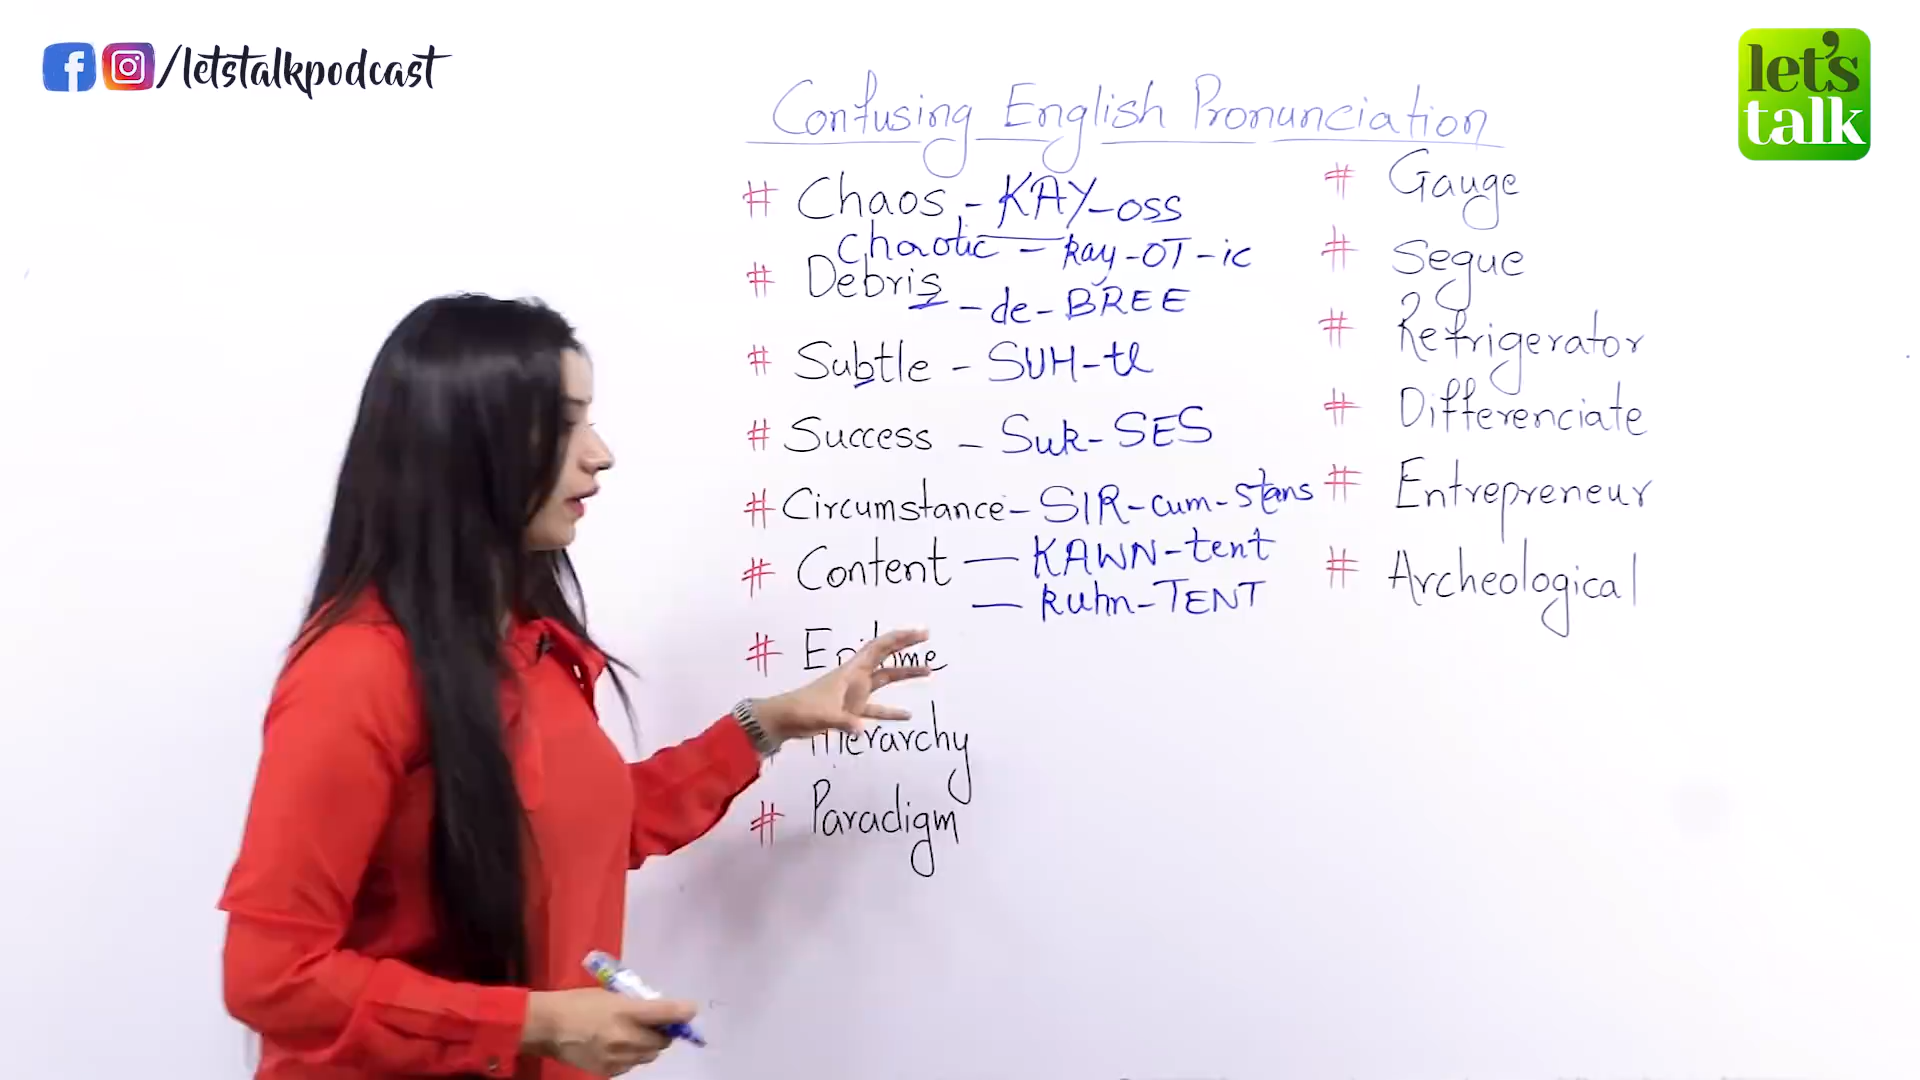 /letstalkpodcast
let's
talk
Confusing English Pronunciation
# Chaos - KAY-oss
Chaotic - kay-OT-ic
# Debris - de-BREE
# Subtle - SUH-tl
# Success - Suk-SES
# Circumstance - SIR-cum-stans
# Content - KAWN-tent
- kuhn-TENT
#
Hierarchy
# Paradigm
# Gauge
# Segue
# Refrigerator
# Differenciate
# Entrepreneur
# Archeological